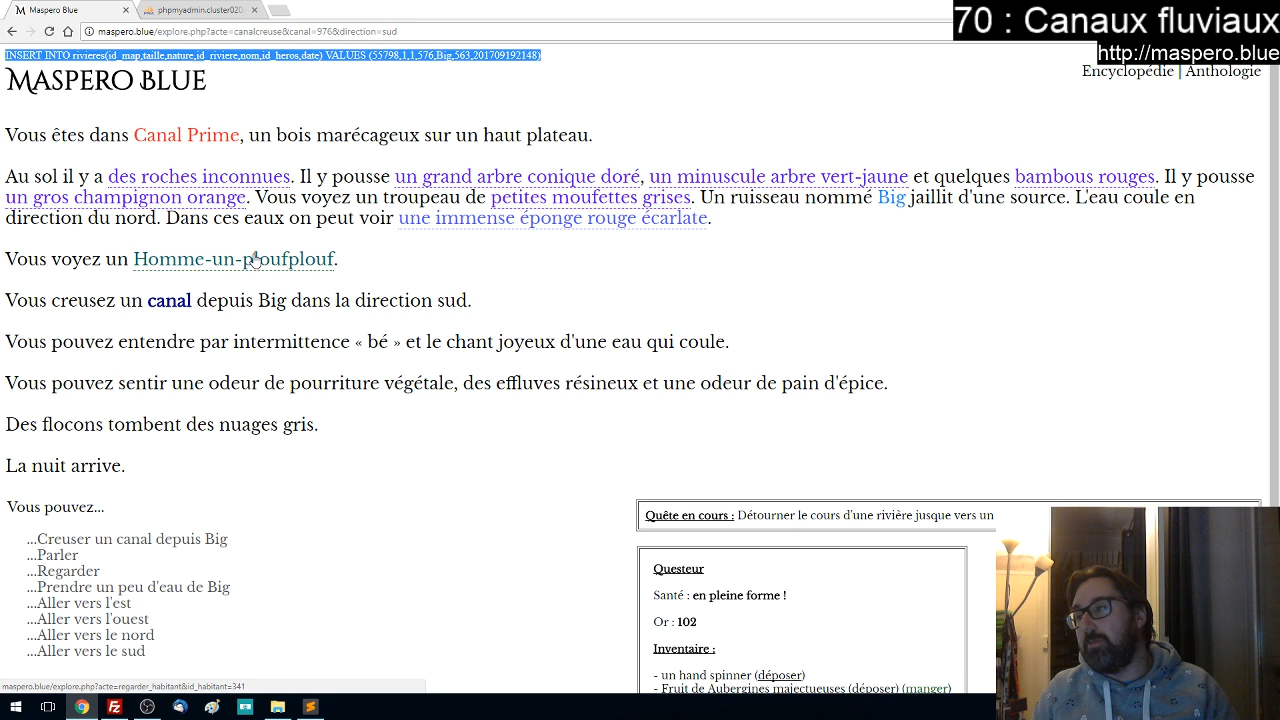 Maspero Blue
phpmyadmin.cluster020.
70 : Canaux fluviaux
maspero.blue/explore.php?acte=canalcreuse&canal=976&direction=sud
http://maspero.blue
INSERT INTO rivieres(id_map,taille,nature,id_riviere,nom,id_heros,date) VALUES (55798,1,1,576,Big,563,201709192148)
Maspero Blue
Encyclopédie | Anthologie
Vous êtes dans Canal Prime, un bois marécageux sur un haut plateau.
Au sol il y a des roches inconnues. Il y pousse un grand arbre conique doré, un minuscule arbre vert-jaune et quelques bambous rouges. Il y pousse
un gros champignon orange. Vous voyez un troupeau de petites moufettes grises. Un ruisseau nommé Big jaillit d'une source. L'eau coule en
direction du nord. Dans ces eaux on peut voir une immense éponge rouge écarlate.
Vous voyez un Homme-un-ploufplouf.
Vous creusez un canal depuis Big dans la direction sud.
Vous pouvez entendre par intermittence « bé » et le chant joyeux d'une eau qui coule.
Vous pouvez sentir une odeur de pourriture végétale, des effluves résineux et une odeur de pain d'épice.
Des flocons tombent des nuages gris.
La nuit arrive.
Vous pouvez...
...Creuser un canal depuis Big
...Parler
...Regarder
...Prendre un peu d'eau de Big
...Aller vers l'est
...Aller vers l'ouest
...Aller vers le nord
...Aller vers le sud
Quête en cours : Détourner le cours d'une rivière jusque vers un
Questeur
Santé : en pleine forme !
Or : 102
Inventaire :
- un hand spinner (déposer)
- Fruit de Aubergines majectueuses (déposer) (manger)
maspero.blue/explore.php?acte=regarder_habitant&id_habitant=341